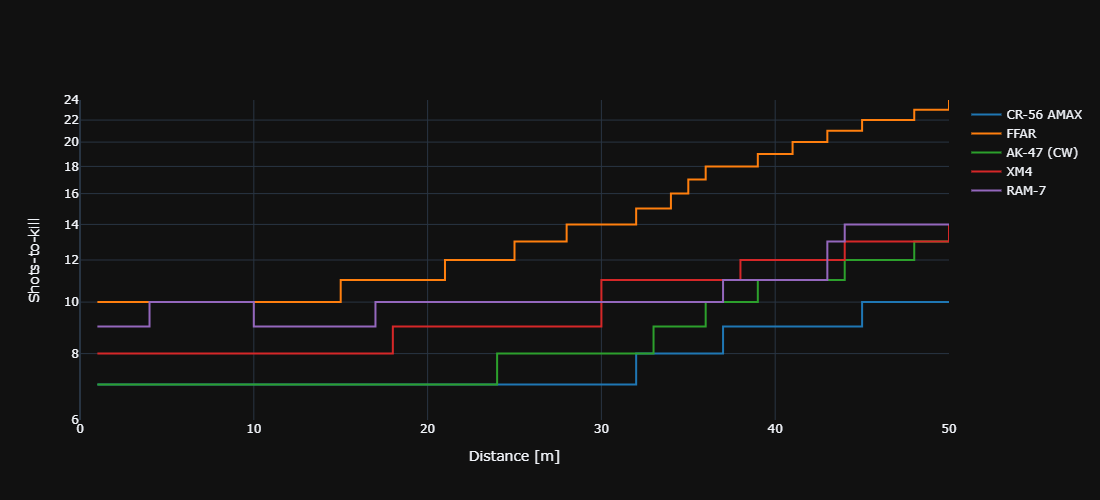 24
22
20
18
16
14
12
10
8
6
Shots-to-kill
0 10 20 30 40 50
Distance [m]
CR-56 AMAX
FFAR
AK-47 (CW)
XM4
RAM-7